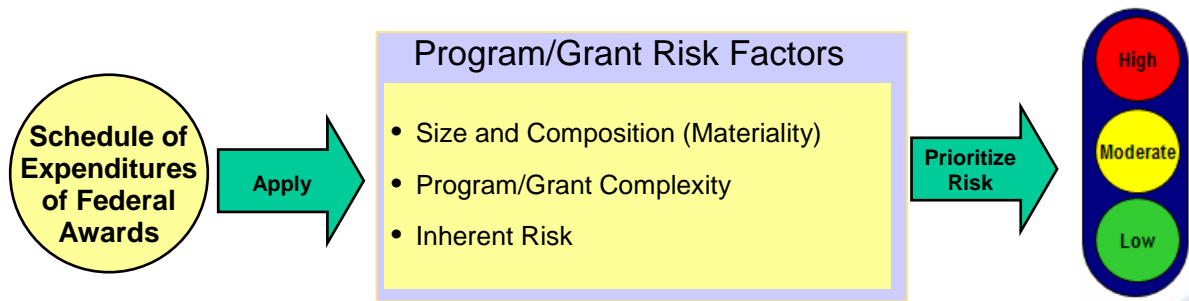 Schedule of
Expenditures
of Federal
Awards
Apply
Program/Grant Risk Factors
• Size and Composition (Materiality)
• Program/Grant Complexity
• Inherent Risk
Prioritize
Risk
High
Moderate
Low